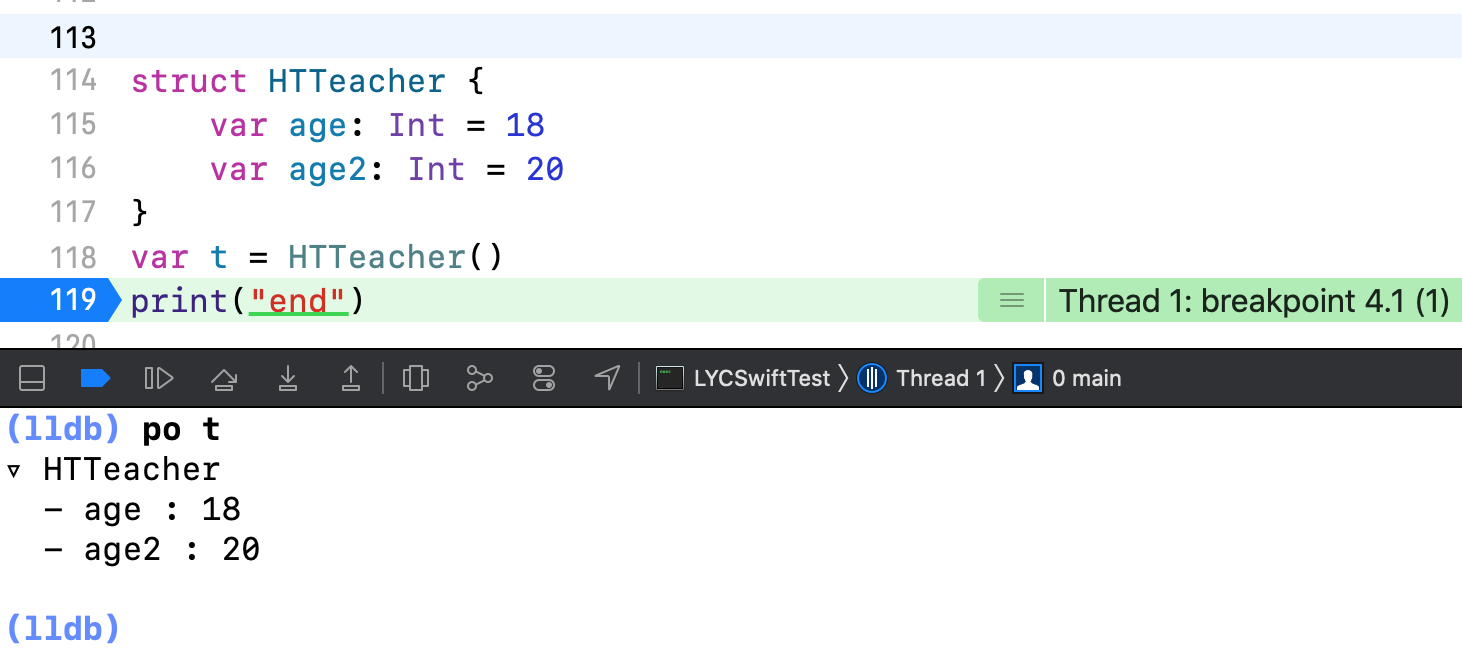 113
114 struct HTTeacher {
115 var age: Int = 18
116 var age2: Int = 20
117 }
118 var t = HTTeacher()
119 print("end") Thread 1: breakpoint 4.1 (1)
120
LYCSwiftTest 〉 Thread 1 〉 0 main
(lldb) po t
▿ HTTeacher
- age : 18
- age2 : 20
(lldb)